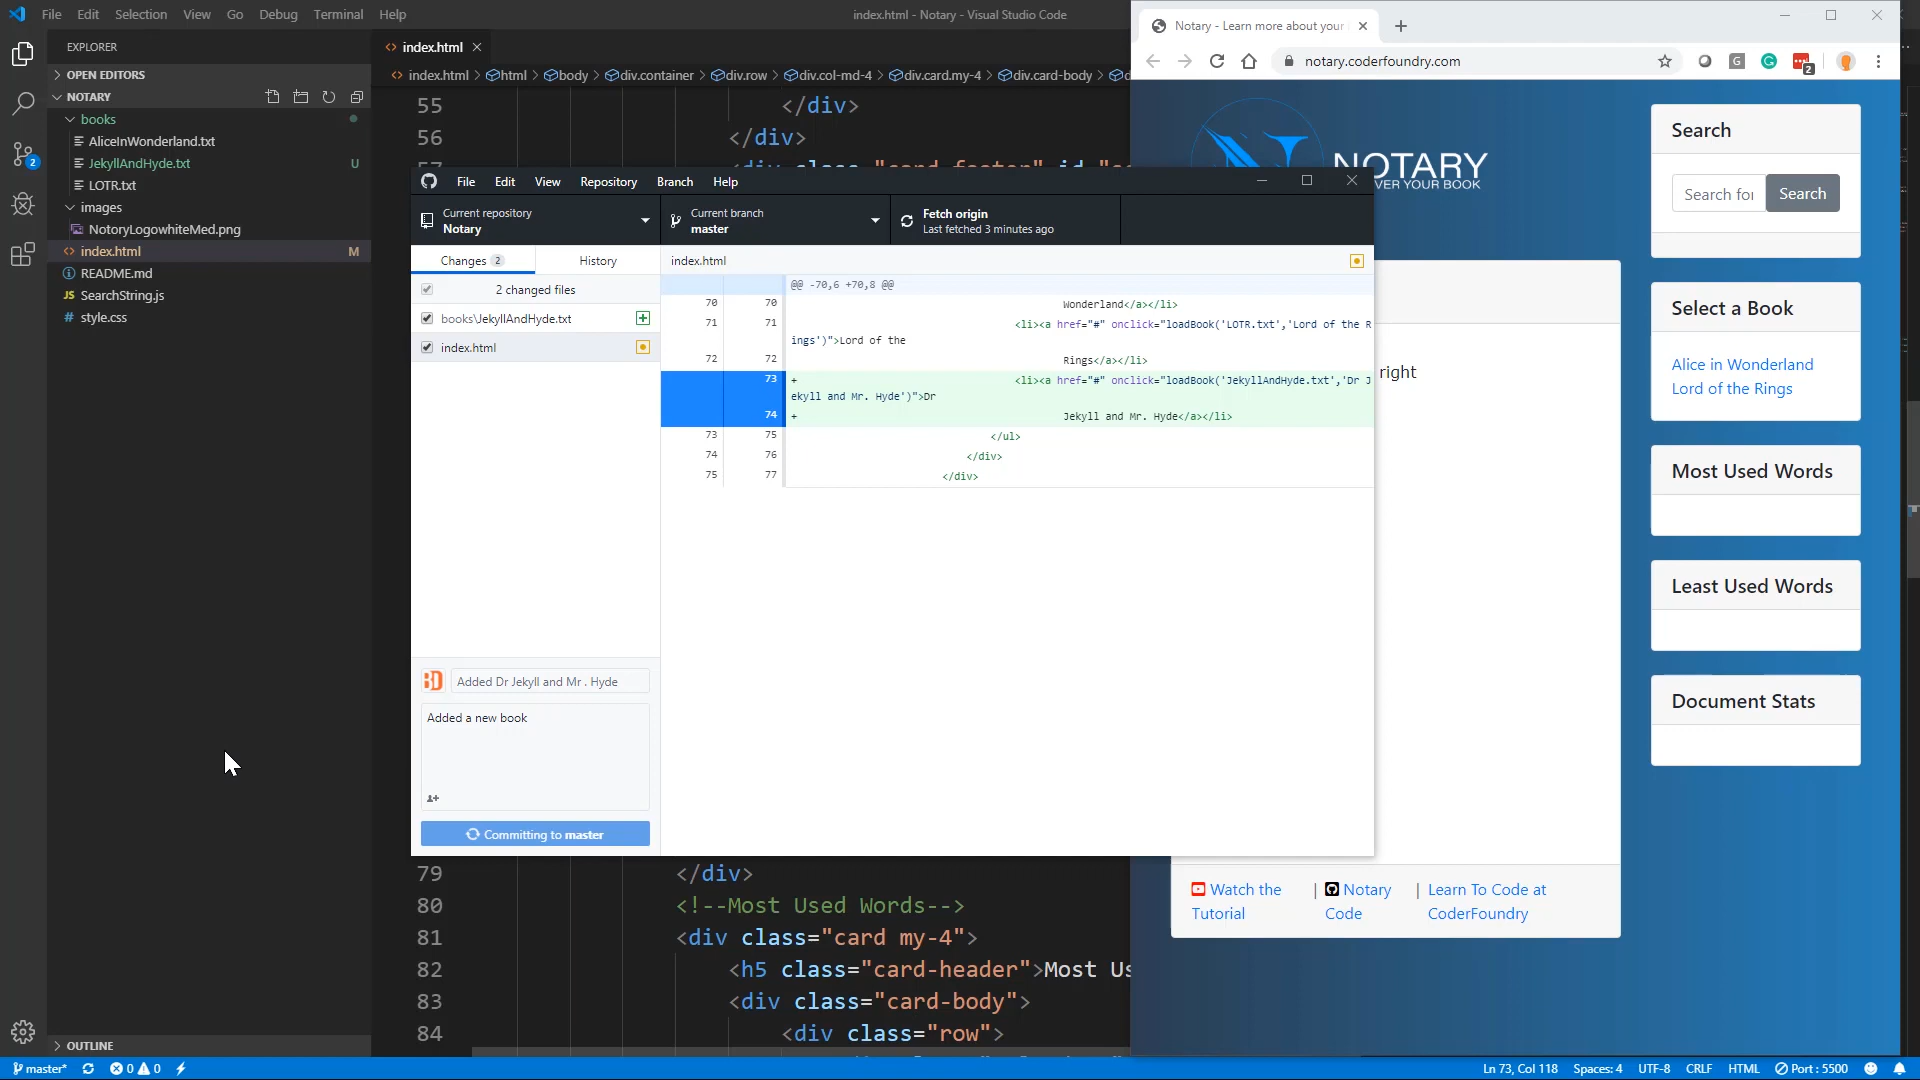 File Edit Selection View Go Debug Terminal Help
index.html - Notary - Visual Studio Code
EXPLORER
OPEN EDITORS
NOTARY
books
AliceInWonderland.txt
JekyllAndHyde.txt U
LOTR.txt
images
NotoryLogowhiteMed.png
index.html M
README.md
JS SearchString.js
# style.css
OUTLINE
2
index.html
index.html > html > body > div.container > div.row > div.col-md-4 > div.card.my-4 > div.card-body >
55 </div>
56 </div>
File Edit View Repository Branch Help
Current repository
Notary
Current branch
master
Fetch origin
Last fetched 3 minutes ago
Changes 2
History
index.html
2 changed files
books\JekyllAndHyde.txt
index.html
@@ -70,6 +70,8 @@
70 70 Wonderland</a></li>
71 71 <li><a href="#" onclick="loadBook('LOTR.txt','Lord of the R
ings')">Lord of the
72 72 Rings</a></li>
73 + <li><a href="#" onclick="loadBook('JekyllAndHyde.txt','Dr J
ekyll and Mr. Hyde')">Dr
74 + Jekyll and Mr. Hyde</a></li>
73 75 </ul>
74 76 </div>
75 77 </div>
Added Dr Jekyll and Mr . Hyde
Added a new book
Committing to master
79 </div>
80 <!--Most Used Words-->
81 <div class="card my-4">
82 <h5 class="card-header">Most Us
83 <div class="card-body">
84 <div class="row">
Notary - Learn more about your
notary.coderfoundry.com
G
2
NOTARY
VER YOUR BOOK
right
Search
Search for
Search
Select a Book
Alice in Wonderland
Lord of the Rings
Most Used Words
Least Used Words
Document Stats
Watch the
Tutorial
| Notary
Code
| Learn To Code at
CoderFoundry
master* 0 0
Ln 73, Col 118 Spaces: 4 UTF-8 CRLF HTML Port : 5500